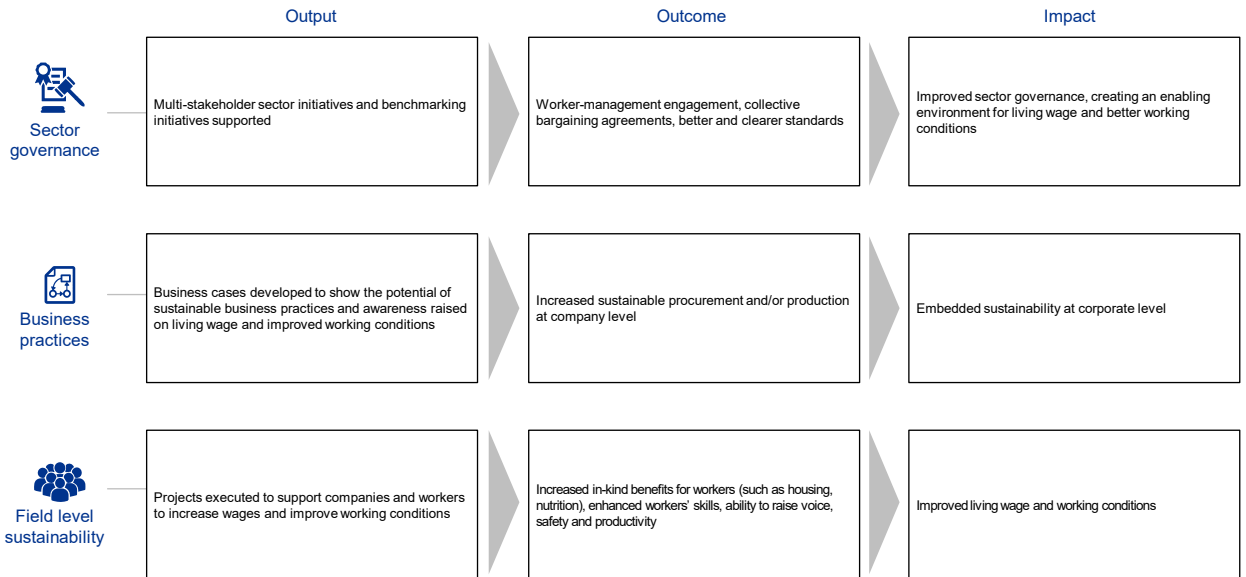 Output
Outcome
Impact
Sector
governance
Multi-stakeholder sector initiatives and benchmarking
initiatives supported
Worker-management engagement, collective
bargaining agreements, better and clearer standards
Improved sector governance, creating an enabling
environment for living wage and better working
conditions
Business
practices
Business cases developed to show the potential of
sustainable business practices and awareness raised
on living wage and improved working conditions
Increased sustainable procurement and/or production
at company level
Embedded sustainability at corporate level
Field level
sustainability
Projects executed to support companies and workers
to increase wages and improve working conditions
Increased in-kind benefits for workers (such as housing,
nutrition), enhanced workers’ skills, ability to raise voice,
safety and productivity
Improved living wage and working conditions